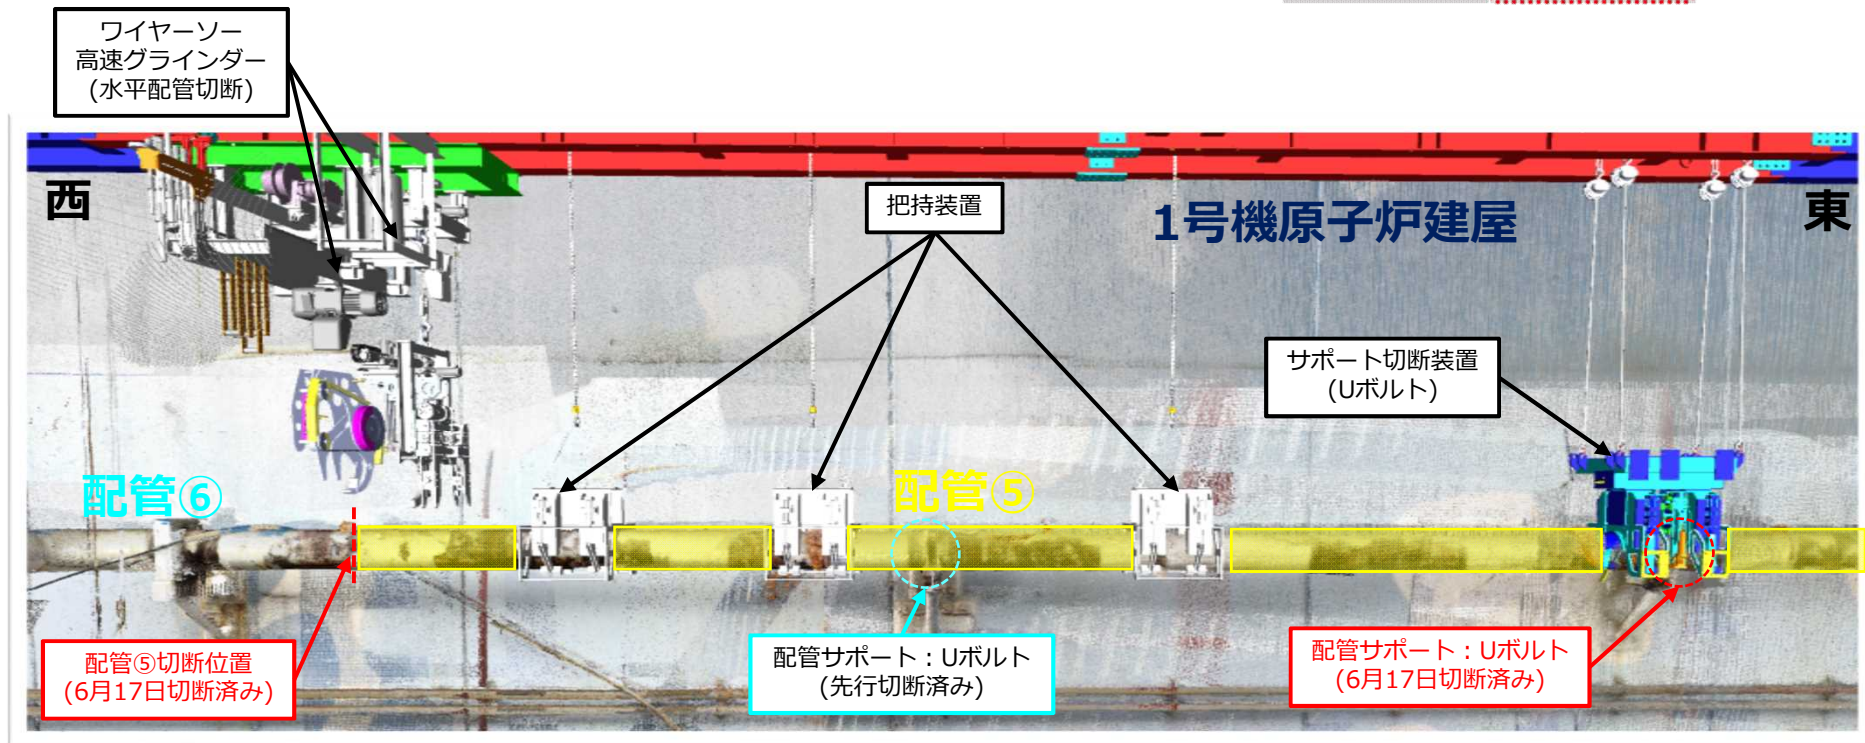 ワイヤーソー
高速グラインダー
(水平配管切断)
西
把持装置
1号機原子炉建屋
東
サポート切断装置
(Uボルト)
配管⑥
配管⑤
配管⑤切断位置
(6月17日切断済み)
配管サポート：Uボルト
(先行切断済み)
配管サポート：Uボルト
(6月17日切断済み)